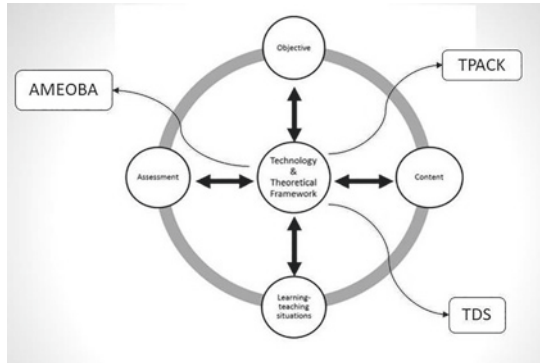 Objective
TPACK
AMEOBA
Technology
&
Theoretical
Framework
Assessment
Content
Learning-
teaching
situations
TDS